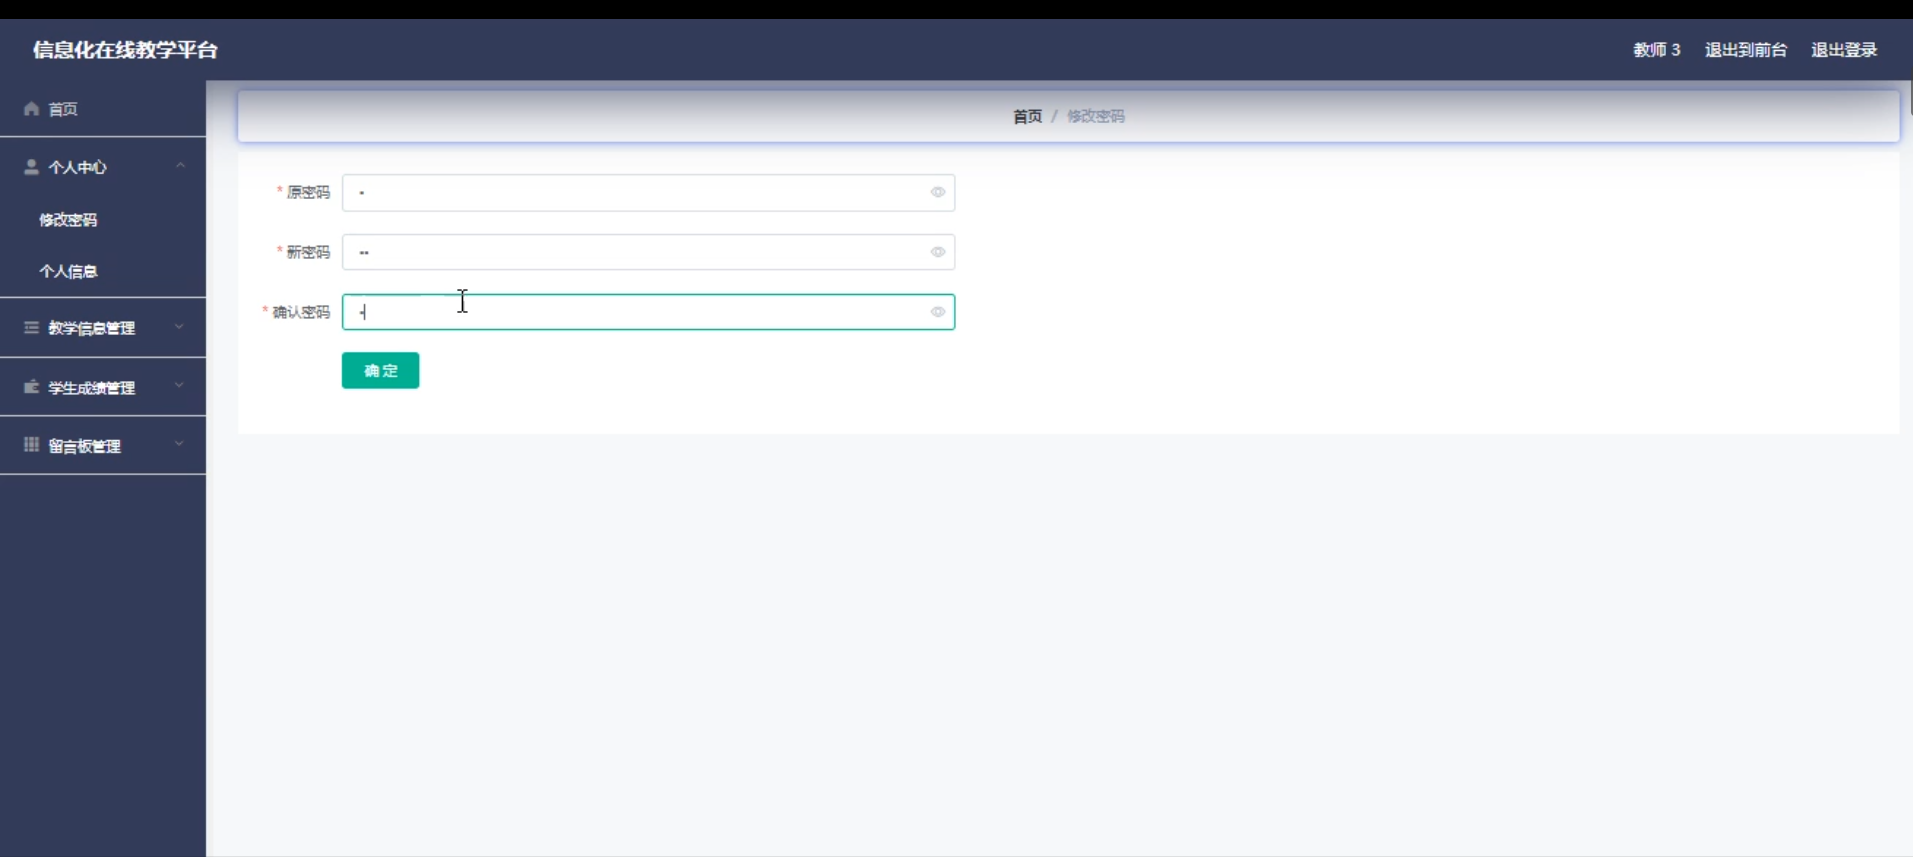 信息化在线教学平台
教师 3 退出到前台 退出登录
首页
个人中心
修改密码
个人信息
教学信息管理
学生成绩管理
留言板管理
首页 / 修改密码
* 原密码
* 新密码
* 确认密码
确定